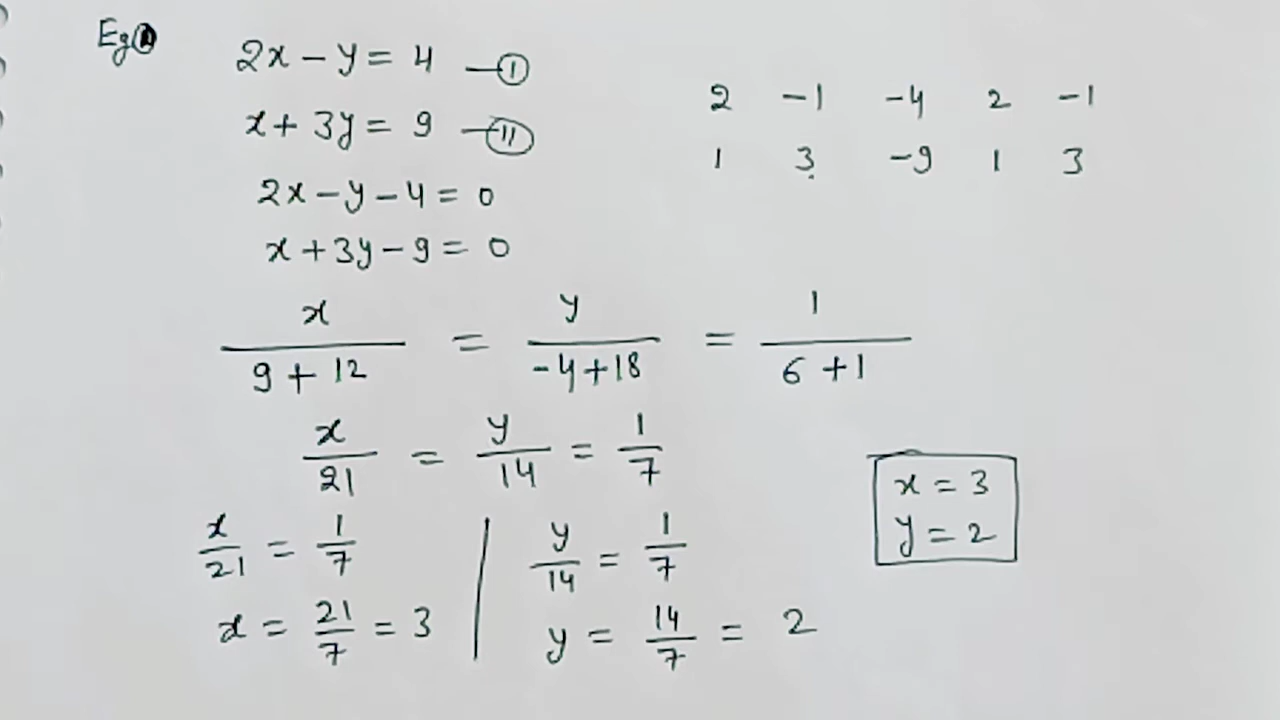 Eg①
2x - y = 4 —Ⓘ
x + 3y = 9 —Ⓘⓘ
2 -1 -4 2 -1
1 3 -9 1 3
2x - y - 4 = 0
x + 3y - 9 = 0
x/(9 + 12) = y/(-4 + 18) = 1/(6 + 1)
x/21 = y/14 = 1/7
x/21 = 1/7
x = 21/7 = 3
y/14 = 1/7
y = 14/7 = 2
x = 3
y = 2